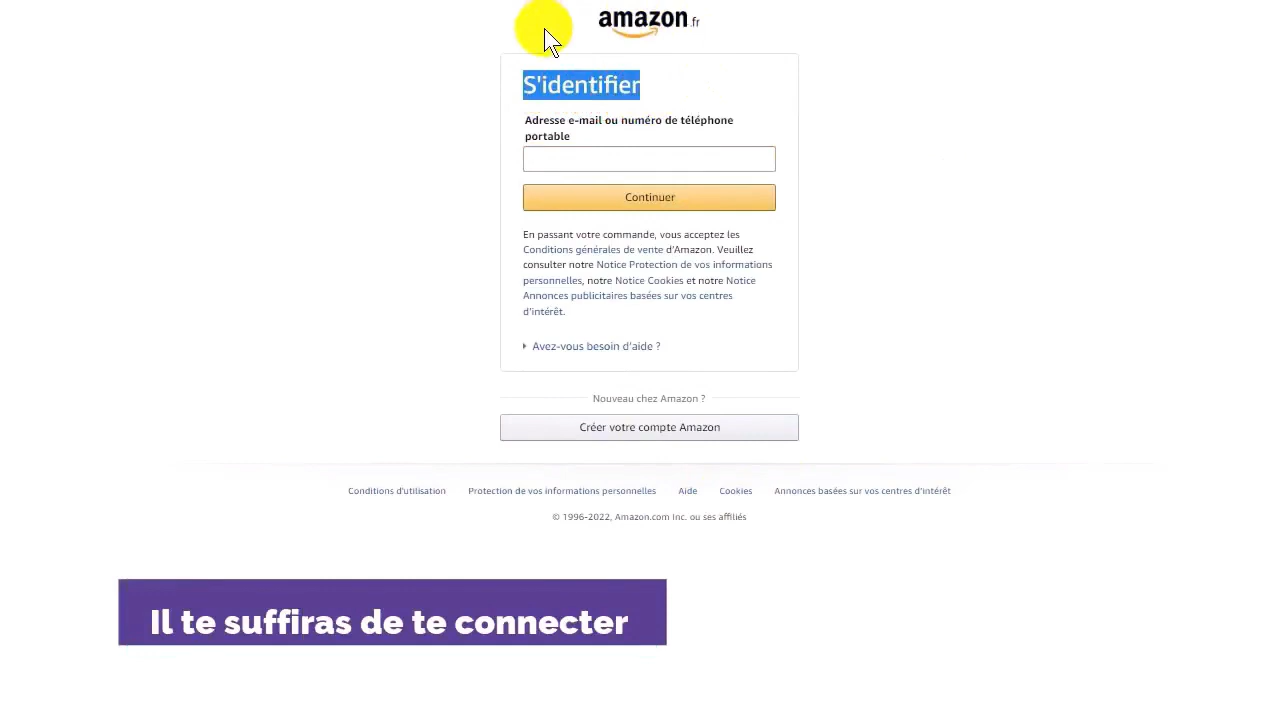 amazon.fr
S'identifier
Adresse e-mail ou numéro de téléphone
portable
Continuer
En passant votre commande, vous acceptez les
Conditions générales de vente d'Amazon. Veuillez
consulter notre Notice Protection de vos informations
personnelles, notre Notice Cookies et notre Notice
Annonces publicitaires basées sur vos centres
d'intérêt.
Avez-vous besoin d'aide ?
Nouveau chez Amazon ?
Créer votre compte Amazon
Conditions d'utilisation Protection de vos informations personnelles Aide Cookies Annonces basées sur vos centres d'intérêt
© 1996-2022, Amazon.com Inc. ou ses affiliés
Il te suffiras de te connecter